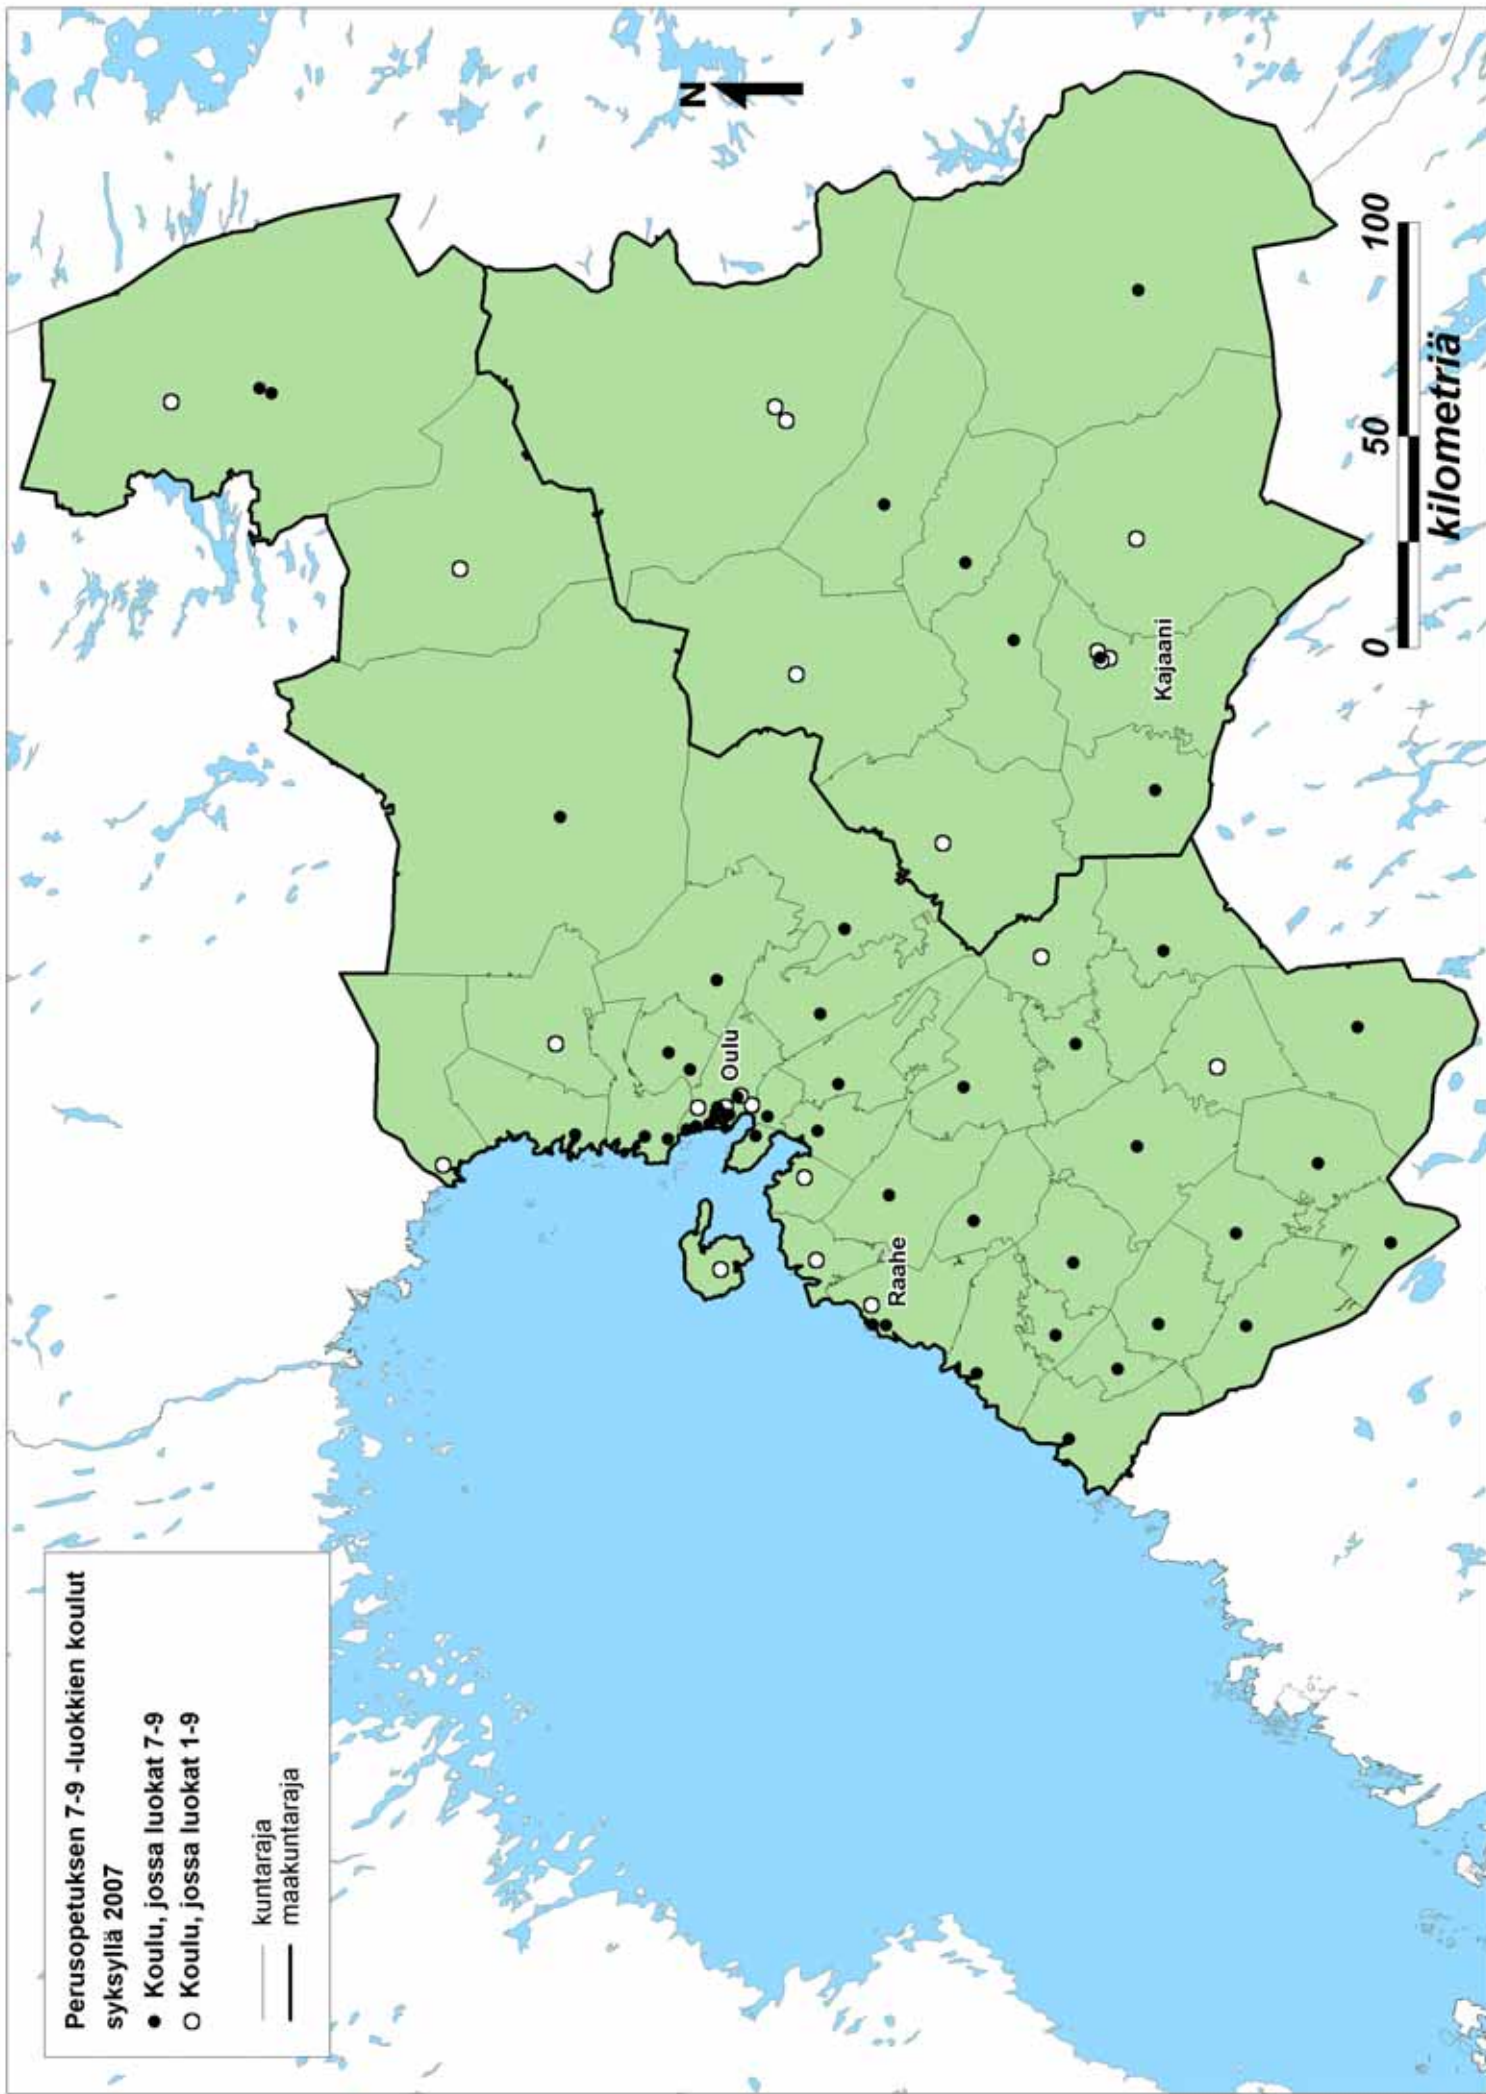 Perusopetuksen 7-9 -luokkien koulut
syksyllä 2007
Koulu, jossa luokat 7-9
Koulu, jossa luokat 1-9
kuntaraja
maakuntaraja
N
Oulu
Raahe
Kajaani
0 50 100
kilometriä